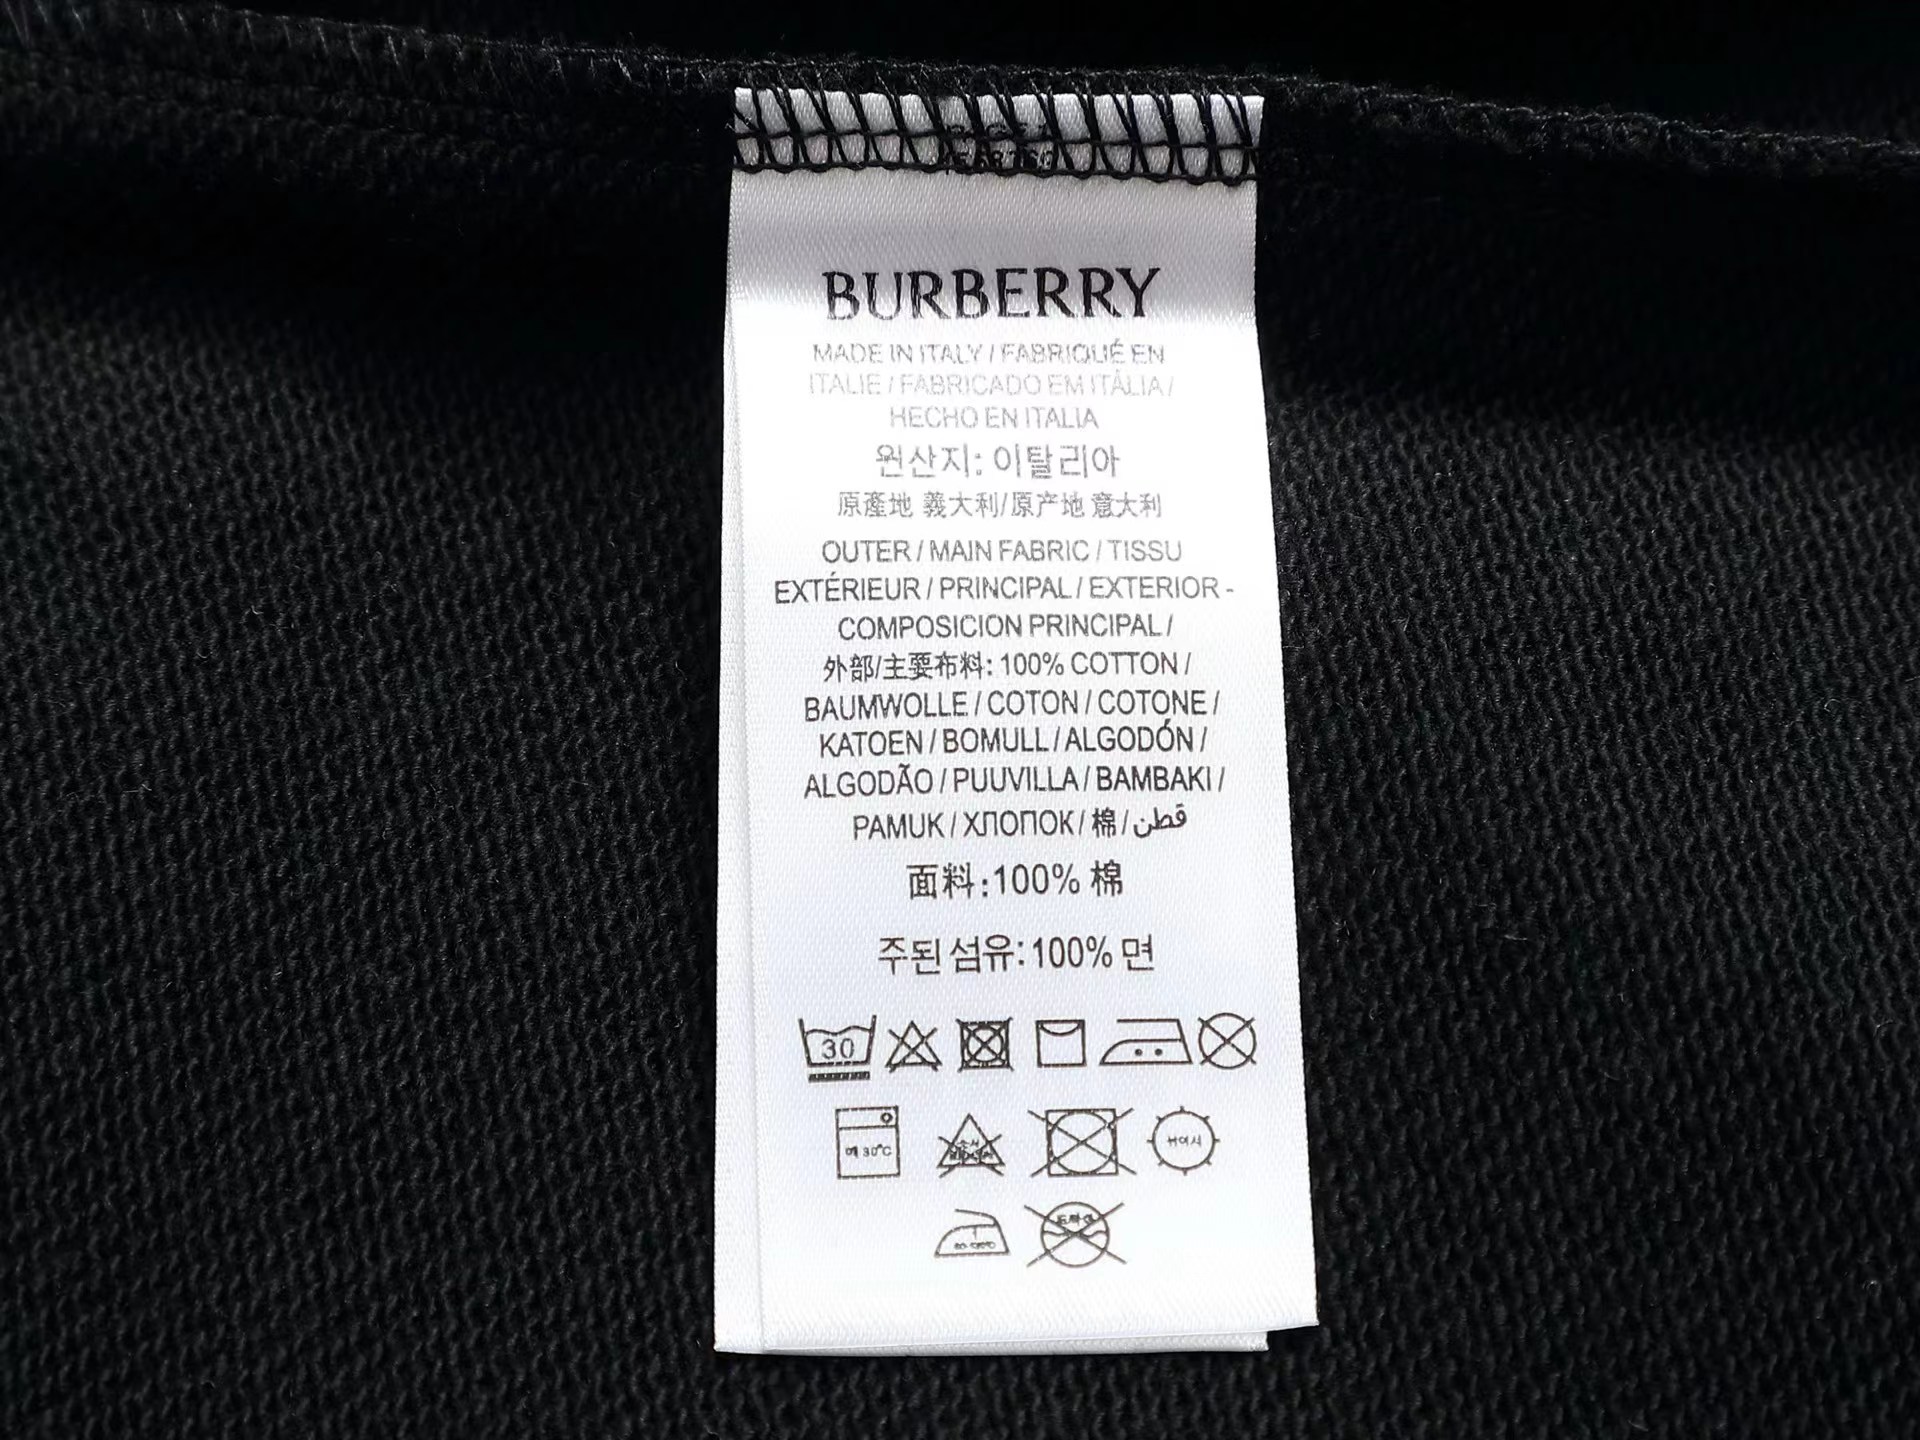 BURBERRY
MADE IN ITALY / FABRIQUÉ EN
ITALIE / FABRICADO EM ITÁLIA /
HECHO EN ITALIA
원산지: 이탈리아
原產地 義大利/原产地 意大利
OUTER / MAIN FABRIC / TISSU
EXTÉRIEUR / PRINCIPAL / EXTERIOR -
COMPOSICION PRINCIPAL /
外部/主要布料: 100% COTTON /
BAUMWOLLE / COTON / COTONE /
KATOEN / BOMULL / ALGODÓN /
ALGODÃO / PUUVILLA / BAMBAKI /
PAMUK / ХЛОПОК / 棉 / قطن
面料:100% 棉
주된 섬유:100% 면
30
30°C